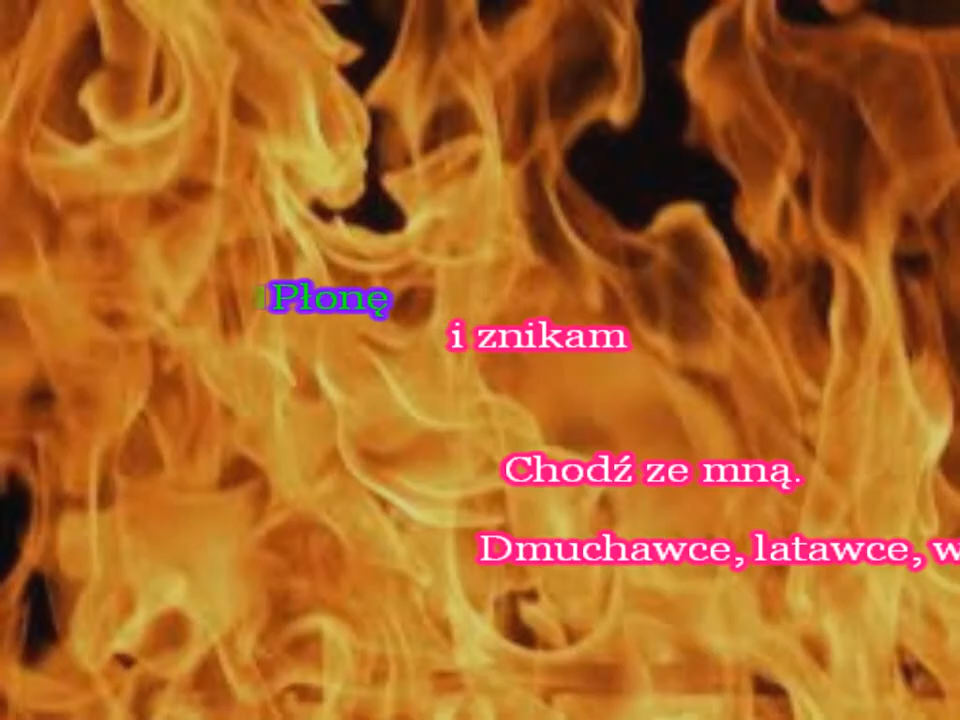 Płonę
i znikam
Chodź ze mną.
Dmuchawce, latawce, w